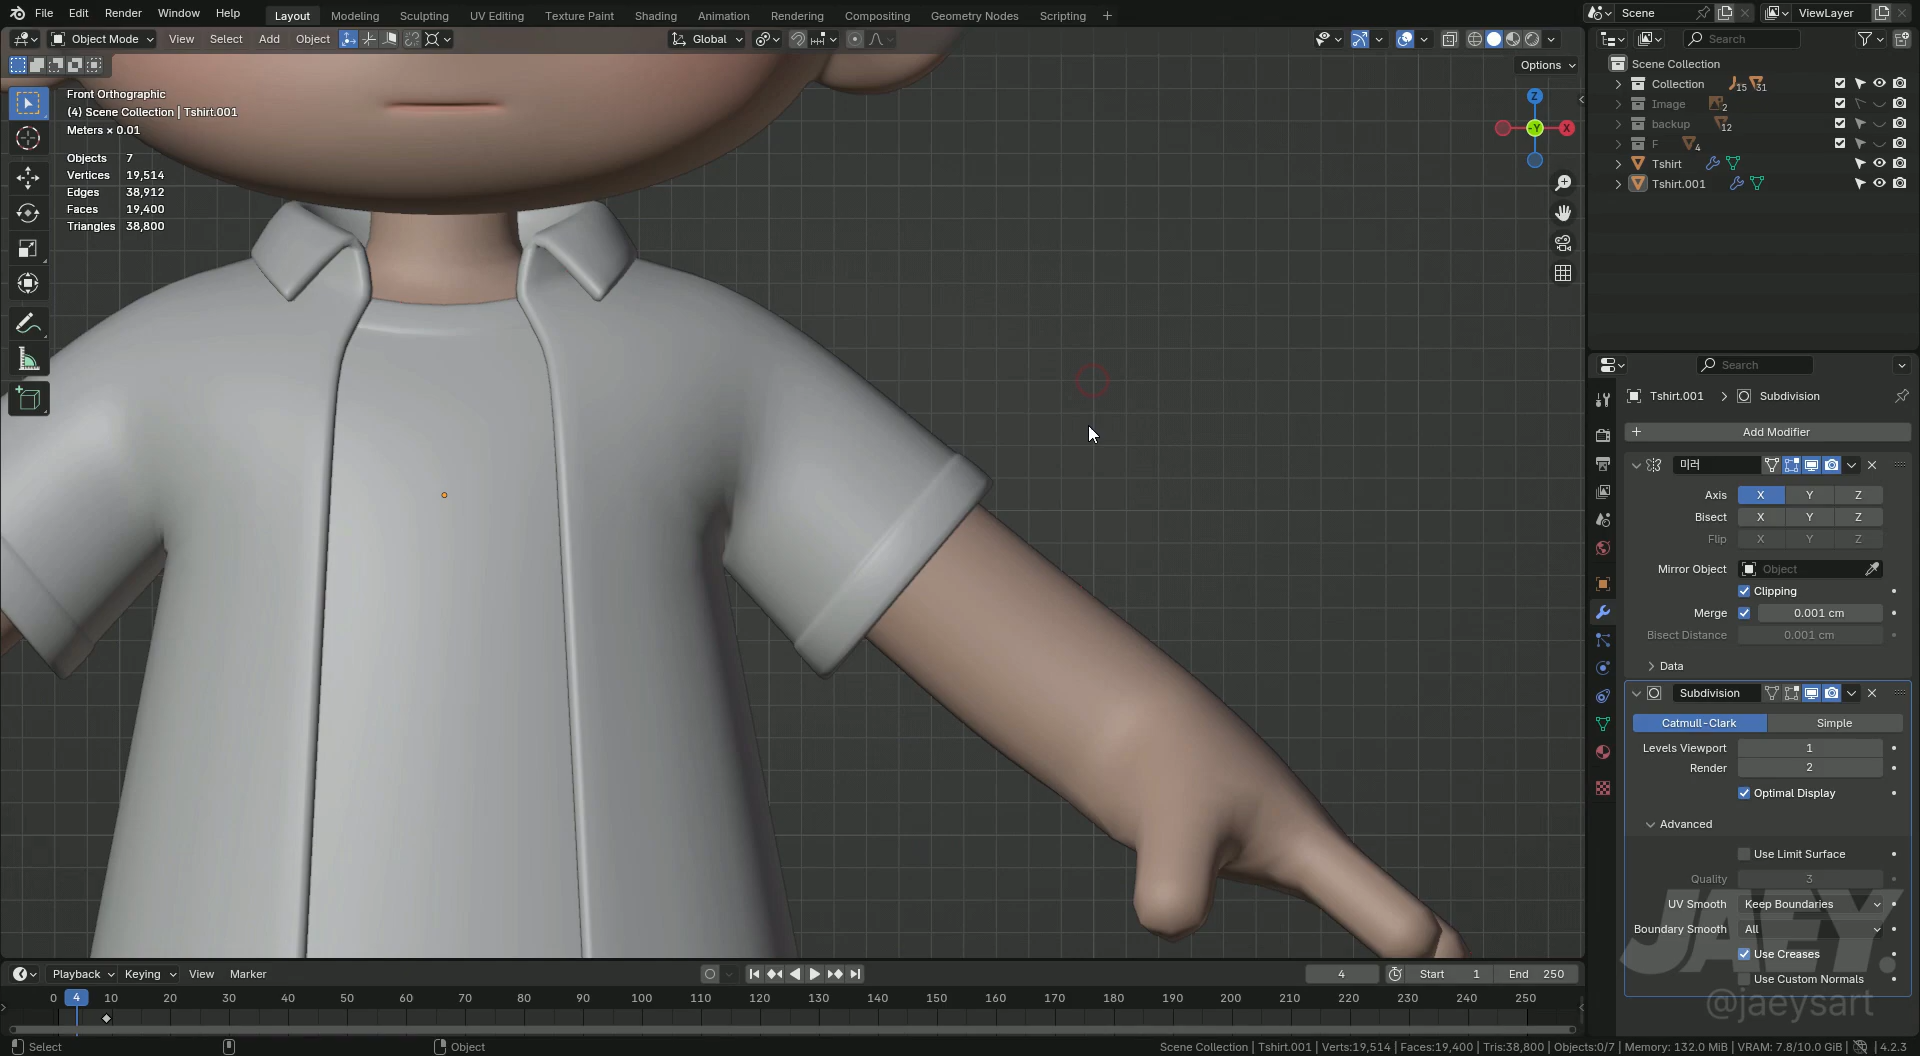 File Edit Render Window Help Layout Modeling Sculpting UV Editing Texture Paint Shading Animation Rendering Compositing Geometry Nodes Scripting + Scene ViewLayer
Object Mode View Select Add Object Global Search
Options
Front Orthographic
(4) Scene Collection | Tshirt.001
Meters × 0.01
Objects 7
Vertices 19,514
Edges 38,912
Faces 19,400
Triangles 38,800
Z
-Y
X
Scene Collection
Collection 15 31
Image 2
backup 12
F 4
Tshirt
Tshirt.001
Search
Tshirt.001 > Subdivision
+ Add Modifier
미러
Axis X Y Z
Bisect X Y Z
Flip X Y Z
Mirror Object Object
Clipping
Merge 0.001 cm
Bisect Distance 0.001 cm
Data
Subdivision
Catmull-Clark Simple
Levels Viewport 1
Render 2
Optimal Display
Advanced
Use Limit Surface
Quality 3
UV Smooth Keep Boundaries
Boundary Smooth All
Use Creases
Use Custom Normals
JAEY.
@jaeysart
Playback Keying View Marker 4 Start 1 End 250
0 4 10 20 30 40 50 60 70 80 90 100 110 120 130 140 150 160 170 180 190 200 210 220 230 240 250
Select Object Scene Collection | Tshirt.001 | Verts:19,514 | Faces:19,400 | Tris:38,800 | Objects:0/7 | Memory: 132.0 MiB | VRAM: 7.8/10.0 GiB | 4.2.3